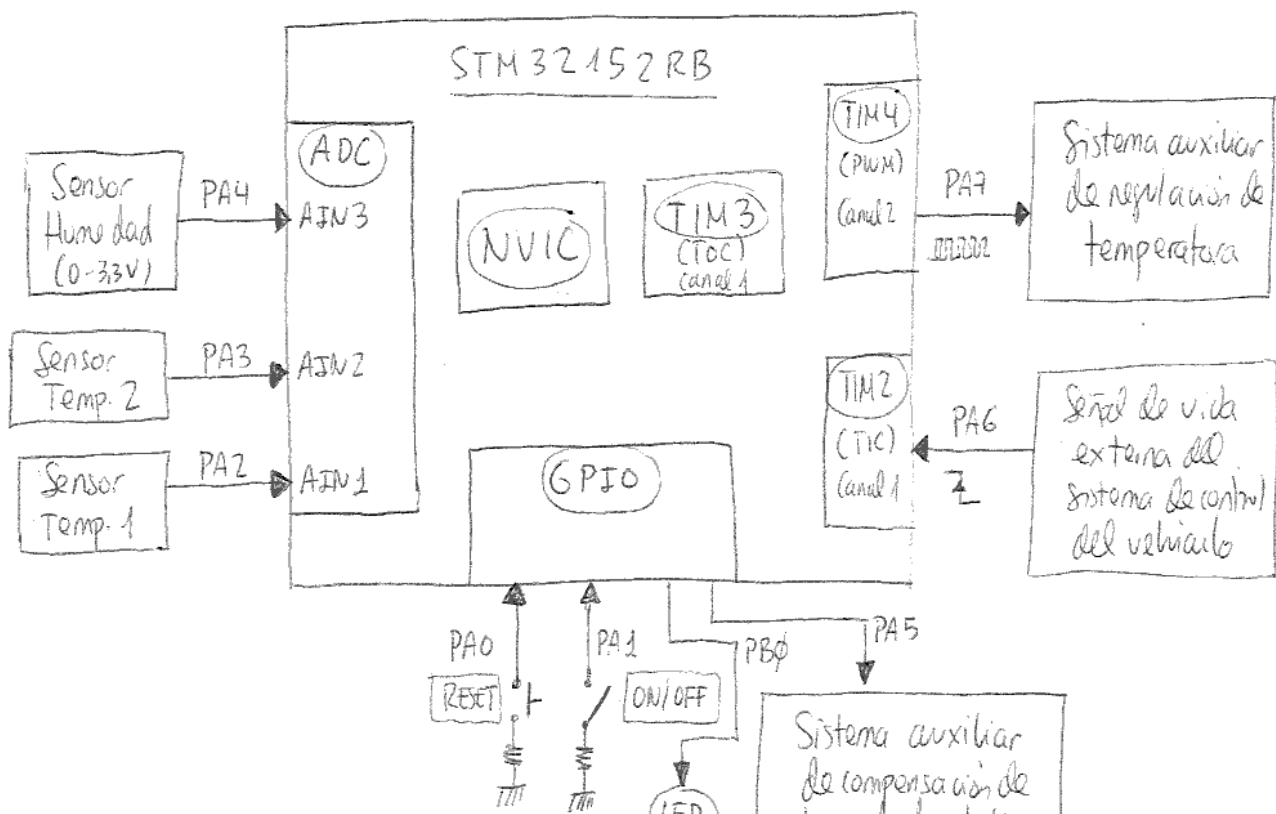 STM32152RB
ADC
AIN3
AIN2
AIN1
NVIC
TIM3
(TOC)
Canal 1
TIM4
(PWM)
Canal 2
TIM2
(TIC)
Canal 1
GPIO
Sensor
Humedad
(0-3,3V)
PA4
Sensor
Temp. 2
PA3
Sensor
Temp. 1
PA2
PA7
Sistema auxiliar
de regulación de
temperatura
PA6
Señal de vida
externa del
sistema de control
del vehículo
PA0
RESET
PA1
ON/OFF
PBØ
PA5
LED
Sistema auxiliar
de compensación de